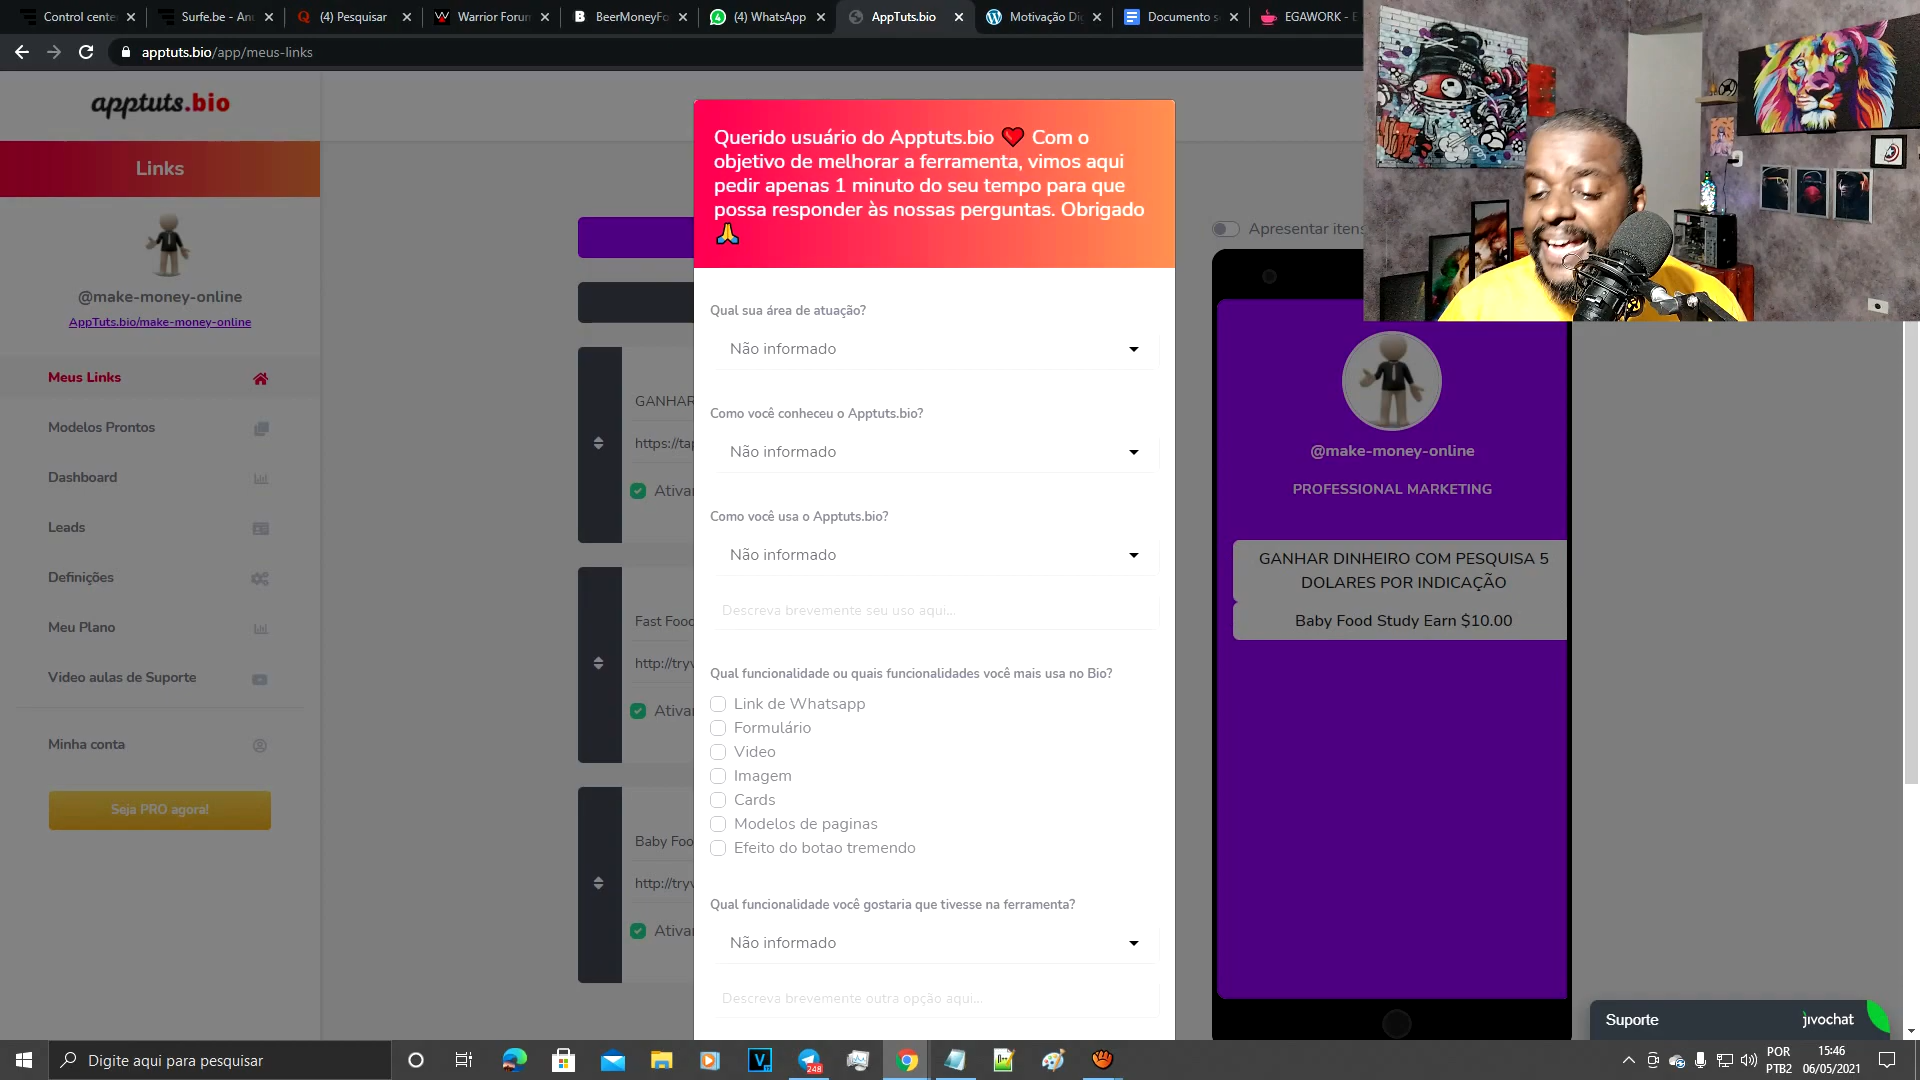 Control cente
Surfe.be - An
(4) Pesquisar
Warrior Forum
BeerMoneyFo
(4) WhatsApp
AppTuts.bio
Motivação Di
Documento s
EGAWORK - E
apptuts.bio/app/meus-links
apptuts.bio
Links
@make-money-online
AppTuts.bio/make-money-online
Meus Links
Modelos Prontos
Dashboard
Leads
Definições
Meu Plano
Video aulas de Suporte
Minha conta
Seja PRO agora!
GANHAR
https://tap
Ativar
Fast Food
http://tryv
Ativar
Baby Foo
http://tryv
Ativar
Querido usuário do Apptuts.bio ❤️ Com o
objetivo de melhorar a ferramenta, vimos aqui
pedir apenas 1 minuto do seu tempo para que
possa responder às nossas perguntas. Obrigado
🙏
Qual sua área de atuação?
Não informado
Como você conheceu o Apptuts.bio?
Não informado
Como você usa o Apptuts.bio?
Não informado
Descreva brevemente seu uso aqui...
Qual funcionalidade ou quais funcionalidades você mais usa no Bio?
Link de Whatsapp
Formulário
Video
Imagem
Cards
Modelos de paginas
Efeito do botao tremendo
Qual funcionalidade você gostaria que tivesse na ferramenta?
Não informado
Descreva brevemente outra opção aqui...
Apresentar itens
@make-money-online
PROFESSIONAL MARKETING
GANHAR DINHEIRO COM PESQUISA 5
DOLARES POR INDICAÇÃO
Baby Food Study Earn $10.00
Suporte
jivochat
Digite aqui para pesquisar
248
POR
PTB2
15:46
06/05/2021